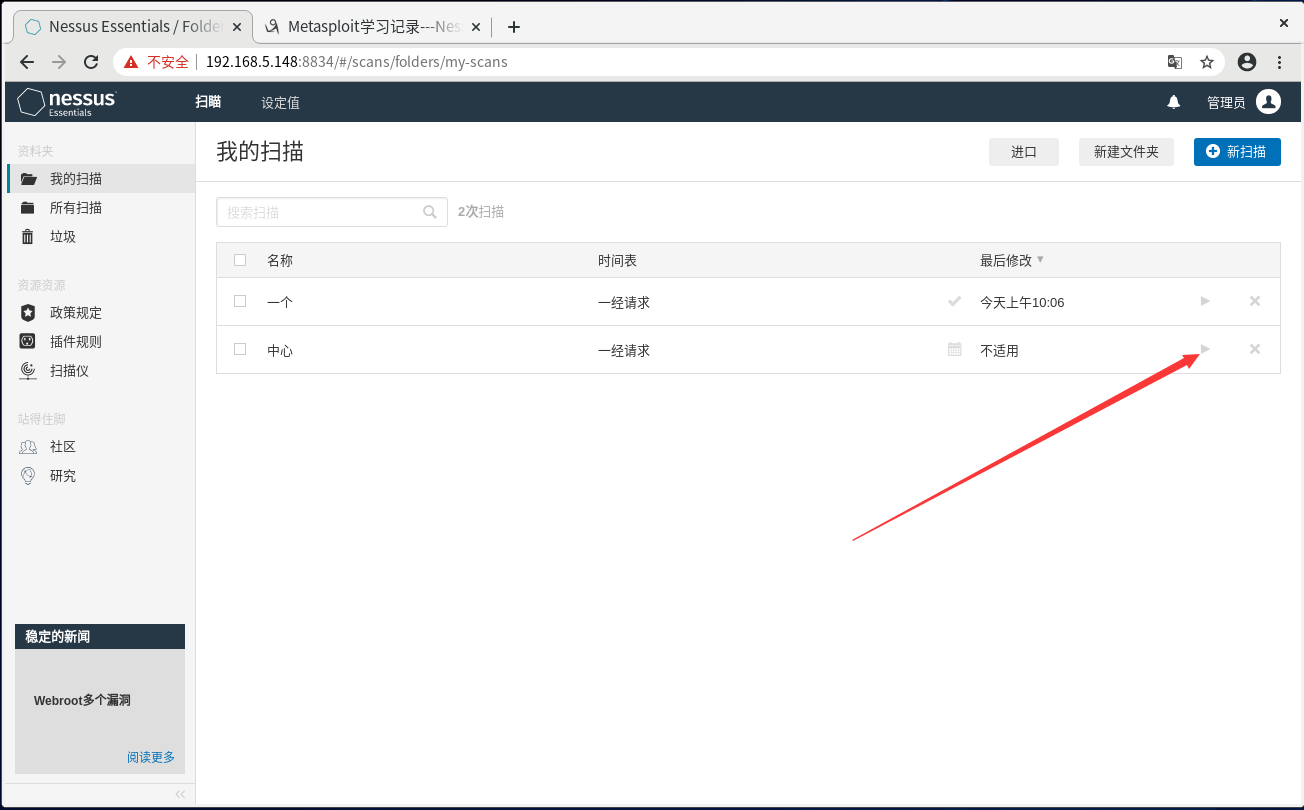 Nessus Essentials / Folde
Metasploit学习记录---Nes
不安全
192.168.5.148:8834/#/scans/folders/my-scans
nessus
Essentials
扫瞄
设定值
管理员
资料夹
我的扫描
所有扫描
垃圾
资源资源
政策规定
插件规则
扫描仪
站得住脚
社区
研究
稳定的新闻
Webroot多个漏洞
阅读更多
我的扫描
进口
新建文件夹
新扫描
搜索扫描
2次扫描
名称 时间表 最后修改
一个 一经请求 今天上午10:06
中心 一经请求 不适用